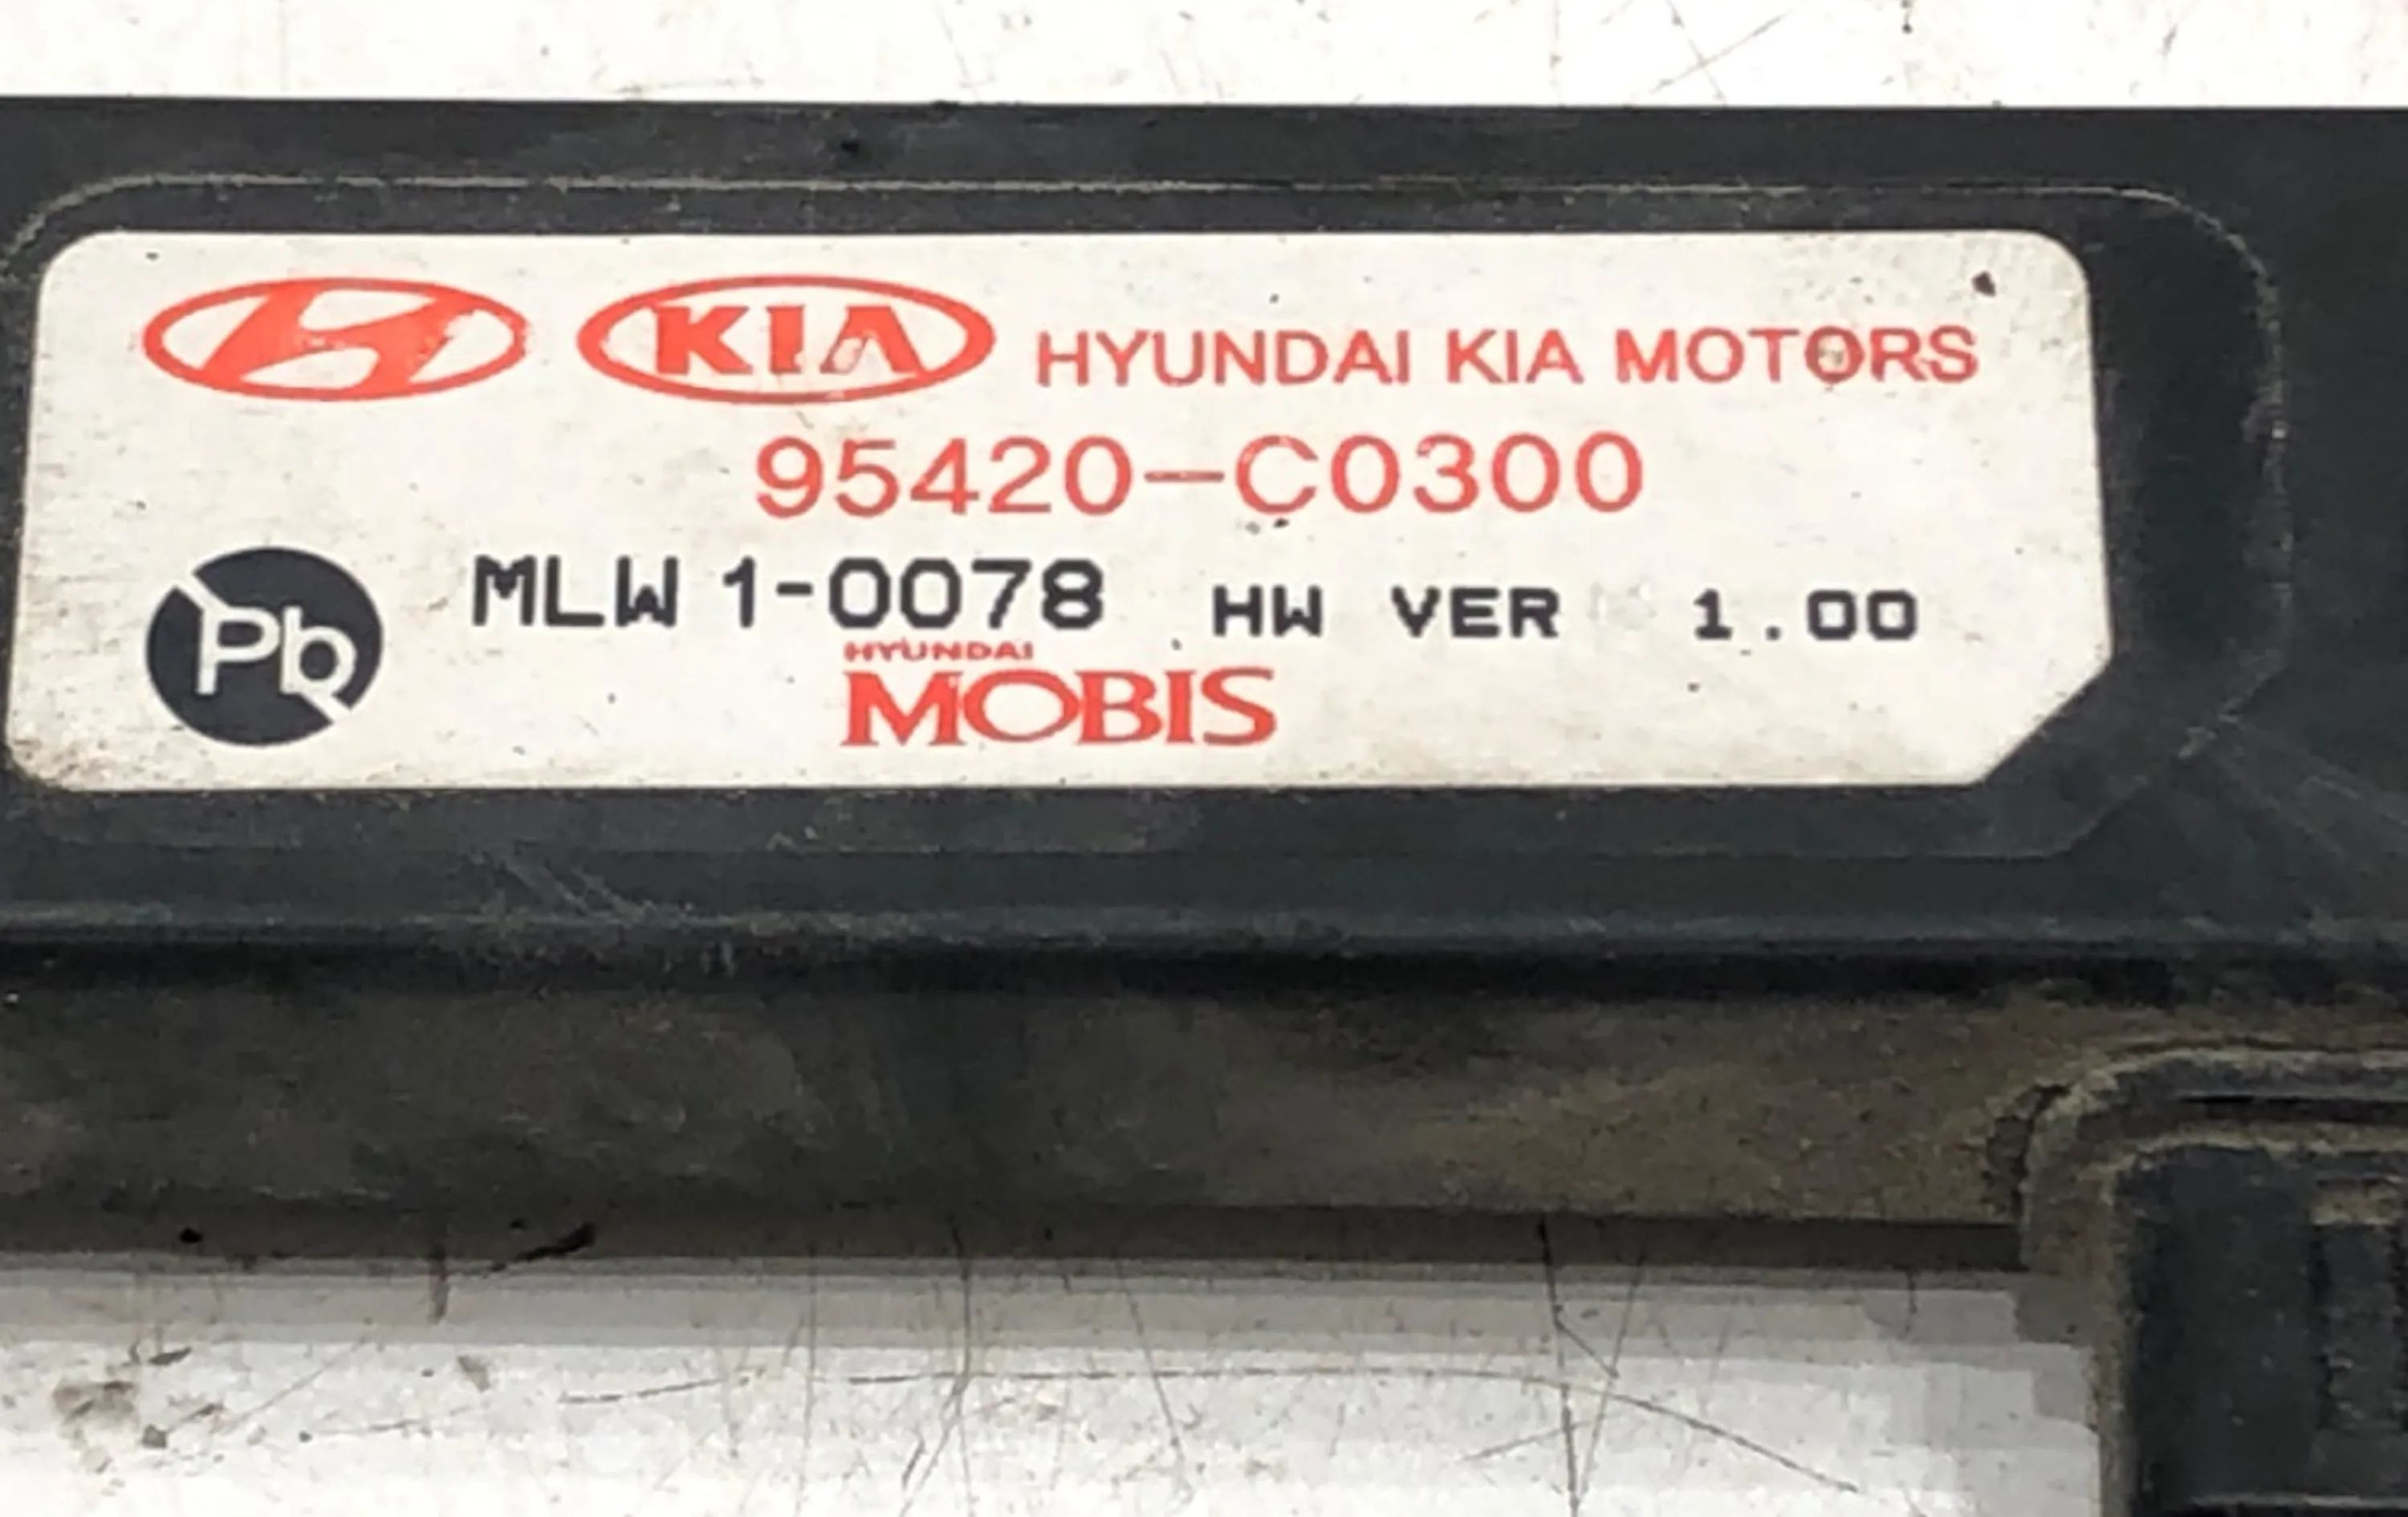 KIA HYUNDAI KIA MOTORS
95420-C0300
Pb MLW 1-0078 HW VER 1.00
HYUNDAI
MOBIS